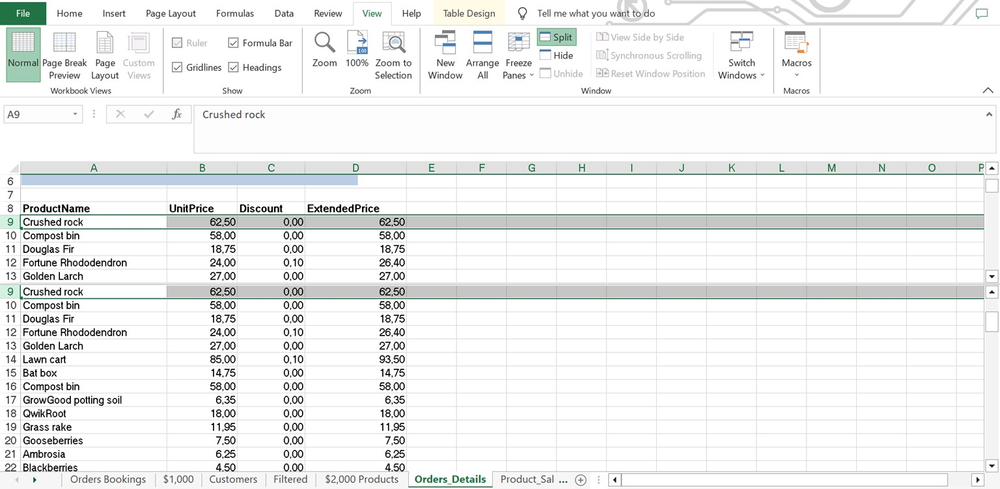 File Home Insert Page Layout Formulas Data Review View Help Table Design Tell me what you want to do
Normal
Page Break
Preview
Page
Layout
Custom
Views
Workbook Views
Ruler
Formula Bar
Gridlines
Headings
Show
Zoom
100
100%
Zoom to
Selection
Zoom
New
Window
Arrange
All
Freeze
Panes
Split
Hide
Unhide
View Side by Side
Synchronous Scrolling
Reset Window Position
Window
Switch
Windows
Macros
Macros
A9 fx Crushed rock
A B C D E F G H I J K L M N O P
6
7
8 ProductName UnitPrice Discount ExtendedPrice
9 Crushed rock 62,50 0,00 62,50
10 Compost bin 58,00 0,00 58,00
11 Douglas Fir 18,75 0,00 18,75
12 Fortune Rhododendron 24,00 0,10 26,40
13 Golden Larch 27,00 0,00 27,00
9 Crushed rock 62,50 0,00 62,50
10 Compost bin 58,00 0,00 58,00
11 Douglas Fir 18,75 0,00 18,75
12 Fortune Rhododendron 24,00 0,10 26,40
13 Golden Larch 27,00 0,00 27,00
14 Lawn cart 85,00 0,10 93,50
15 Bat box 14,75 0,00 14,75
16 Compost bin 58,00 0,00 58,00
17 GrowGood potting soil 6,35 0,00 6,35
18 QwikRoot 18,00 0,00 18,00
19 Grass rake 11,95 0,00 11,95
20 Gooseberries 7,50 0,00 7,50
21 Ambrosia 6,25 0,00 6,25
22 Blackberries 4,50 0,00 4,50
Orders Bookings $1,000 Customers Filtered $2,000 Products Orders_Details Product_Sal ...